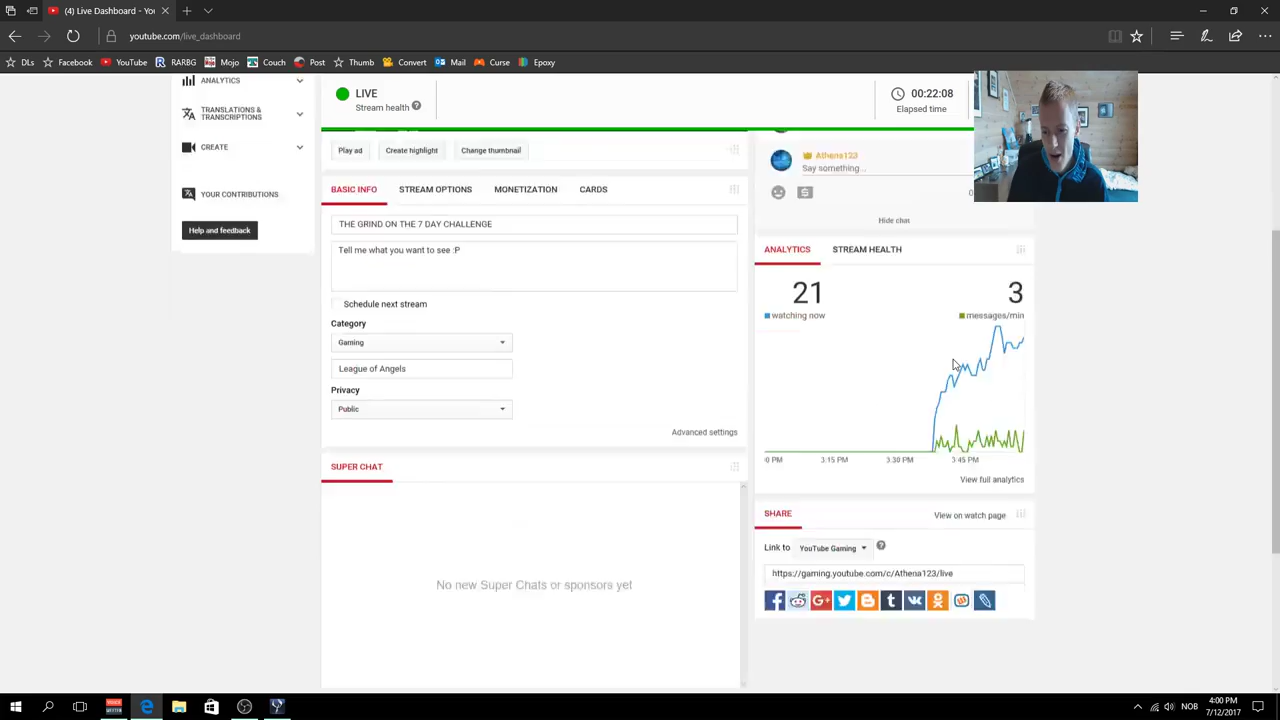 (4) Live Dashboard - Yo
youtube.com/live_dashboard
DLs
Facebook
YouTube
RARBG
Mojo
Couch
Post
Thumb
Convert
Mail
Curse
Epoxy
ANALYTICS
TRANSLATIONS &
TRANSCRIPTIONS
CREATE
YOUR CONTRIBUTIONS
Help and feedback
LIVE
Stream health
00:22:08
Elapsed time
Play ad
Create highlight
Change thumbnail
BASIC INFO
STREAM OPTIONS
MONETIZATION
CARDS
THE GRIND ON THE 7 DAY CHALLENGE
Tell me what you want to see :P
Schedule next stream
Category
Gaming
League of Angels
Privacy
Public
Advanced settings
SUPER CHAT
No new Super Chats or sponsors yet
Athena123
Say something...
0
Hide chat
ANALYTICS
STREAM HEALTH
21
watching now
3
messages/min
0 PM
3:15 PM
3:30 PM
3:45 PM
View full analytics
SHARE
View on watch page
Link to
YouTube Gaming
https://gaming.youtube.com/c/Athena123/live
NOB
4:00 PM
7/12/2017